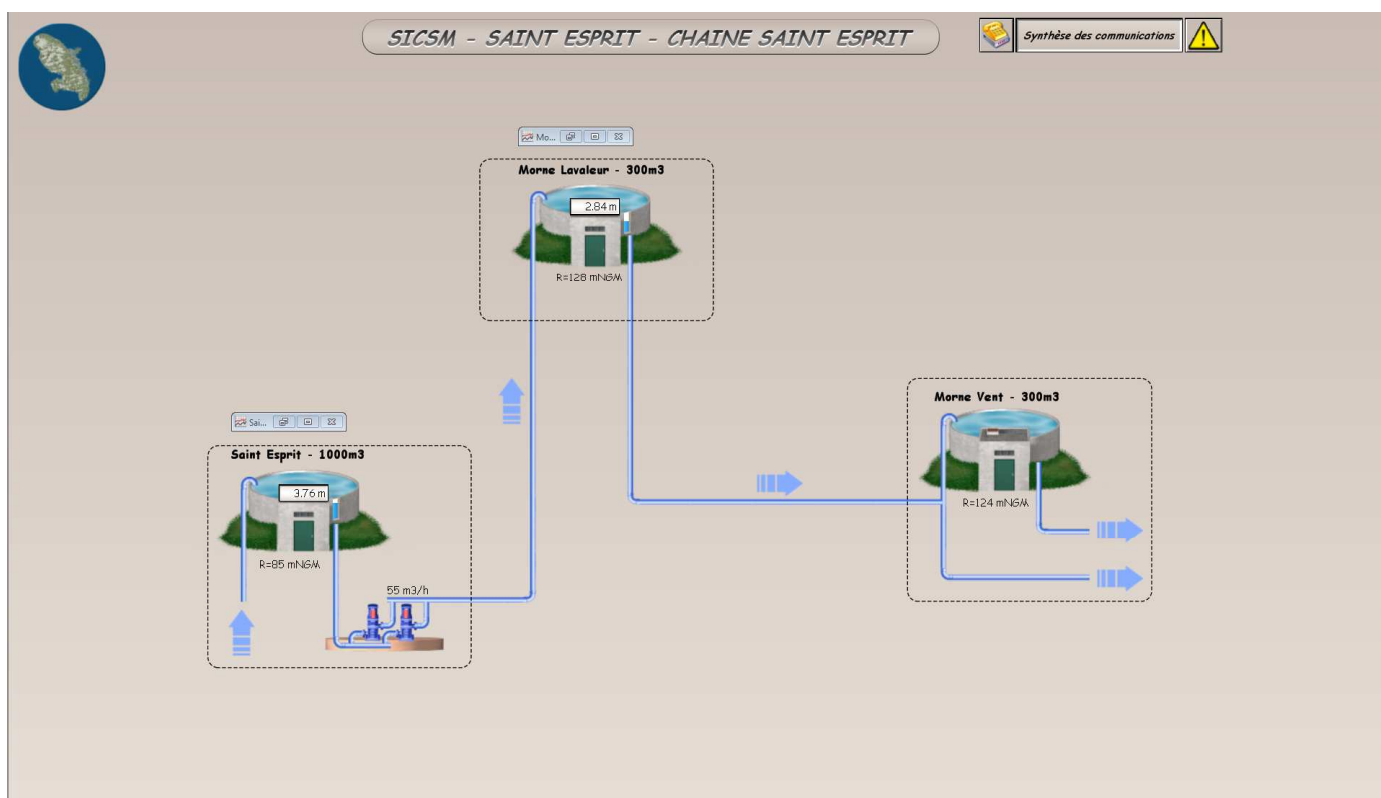 SICSM - SAINT ESPRIT - CHAINE SAINT ESPRIT
Synthèse des communications
Mo...
Morne Lavaleur - 300m3
2.84 m
R=128 mNGM
Morne Vent - 300m3
R=124 mNGM
Sai...
Saint Esprit - 1000m3
3.76 m
R=85 mNGM
55 m3/h